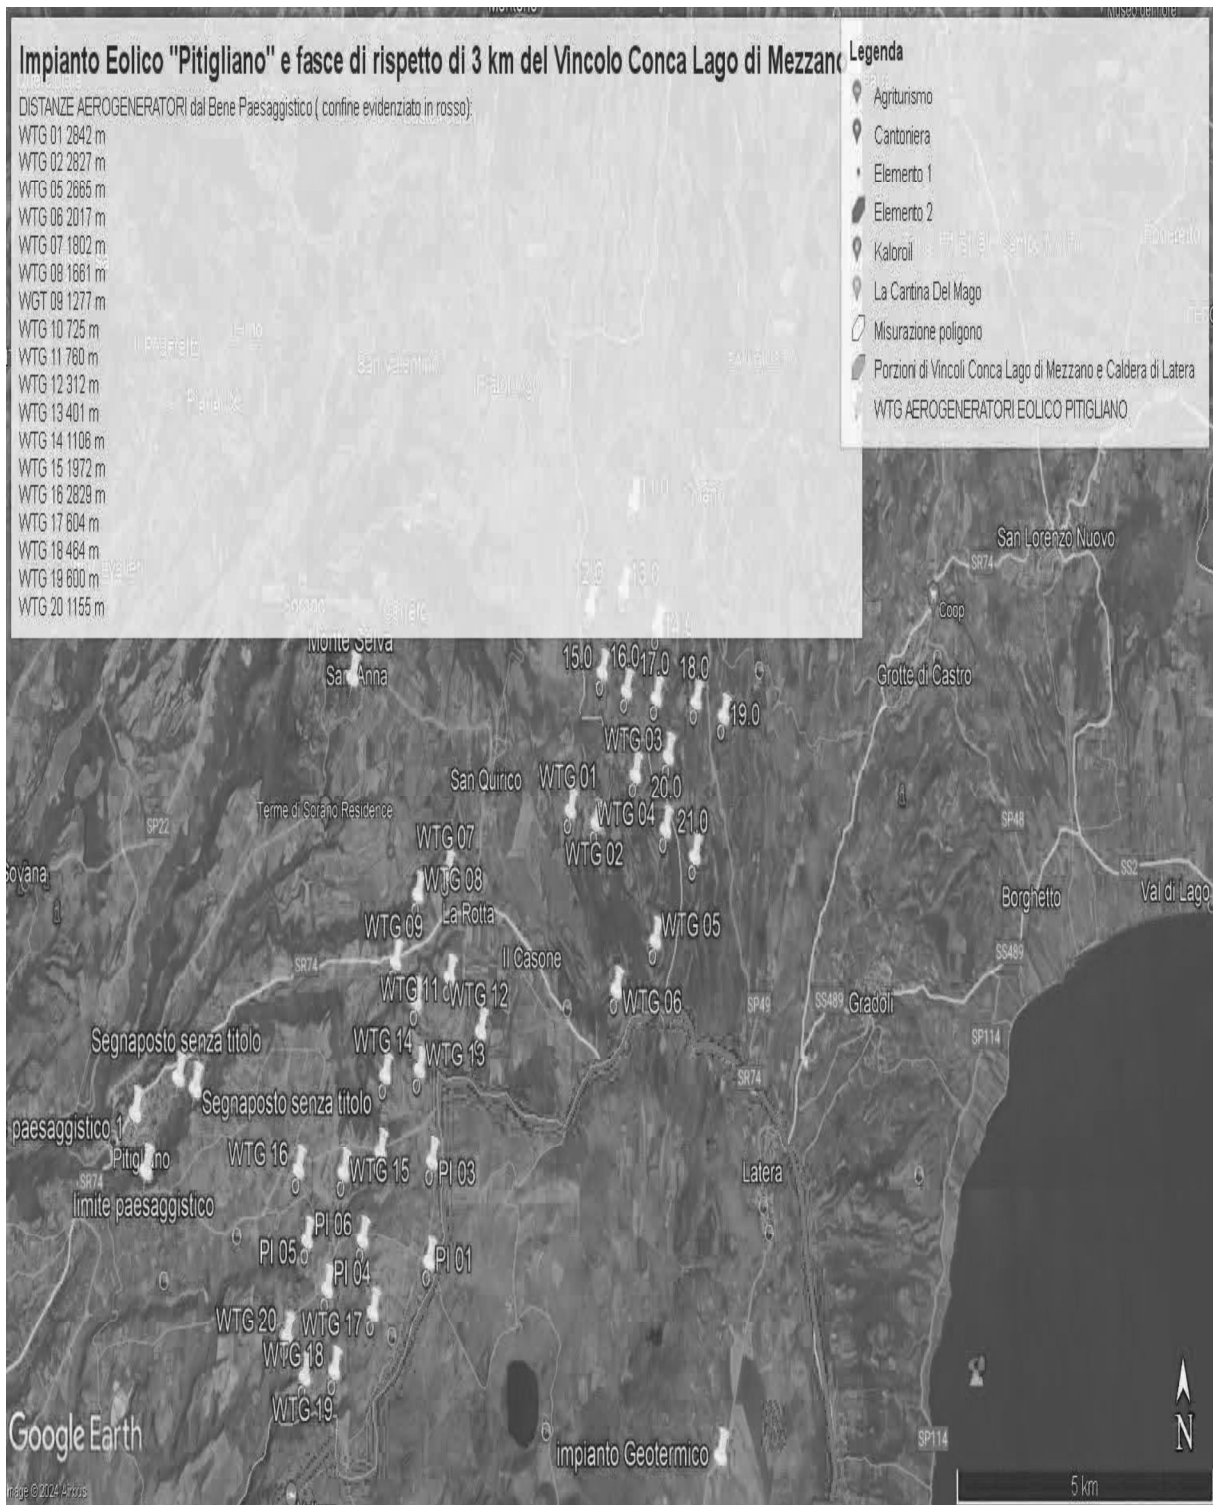 Impianto Eolico "Pitigliano" e fasce di rispetto di 3 km del Vincolo Conca Lago di Mezzano
DISTANZE AEROGENERATORI dal Bene Paesaggistico ( confine evidenziato in rosso):
WTG 01 2842 m
WTG 02 2827 m
WTG 05 2665 m
WTG 06 2017 m
WTG 07 1802 m
WTG 08 1661 m
WGT 09 1277 m
WTG 10 725 m
WTG 11 760 m
WTG 12 312 m
WTG 13 401 m
WTG 14 1106 m
WTG 15 1972 m
WTG 16 2829 m
WTG 17 604 m
WTG 18 464 m
WTG 19 600 m
WTG 20 1155 m
Legenda
Agriturismo
Cantoniera
Elemento 1
Elemento 2
Kaloroil
La Cantina Del Mago
Misurazione poligono
Porzioni di Vincoli Conca Lago di Mezzano e Caldera di Latera
WTG AEROGENERATORI EOLICO PITIGLIANO
San Valentino
San Lorenzo Nuovo
SR74
Coop
Monte Selva
Sant'Anna
15.0
16.0
17.0
18.0
19.0
Grotte di Castro
WTG 03
San Quirico
WTG 01
20.0
Terme di Sorano Residence
WTG 04
21.0
SP22
SP48
WTG 07
WTG 02
Sovana
WTG 08
SS2
Val di Lago
Borghetto
La Rotta
WTG 09
WTG 05
SR74
Il Casone
SS489
WTG 11
WTG 12
WTG 06
SP49
SS489
Gradoli
SP114
Segnaposto senza titolo
WTG 14
WTG 13
SR74
Segnaposto senza titolo
paesaggistico 1
Pitigliano
WTG 16
WTG 15
PI 03
Latera
SR74
limite paesaggistico
PI 06
PI 05
PI 01
PI 04
WTG 20
WTG 17
WTG 18
WTG 19
Google Earth
impianto Geotermico
SP114
N
Image © 2024 Airbus
5 km